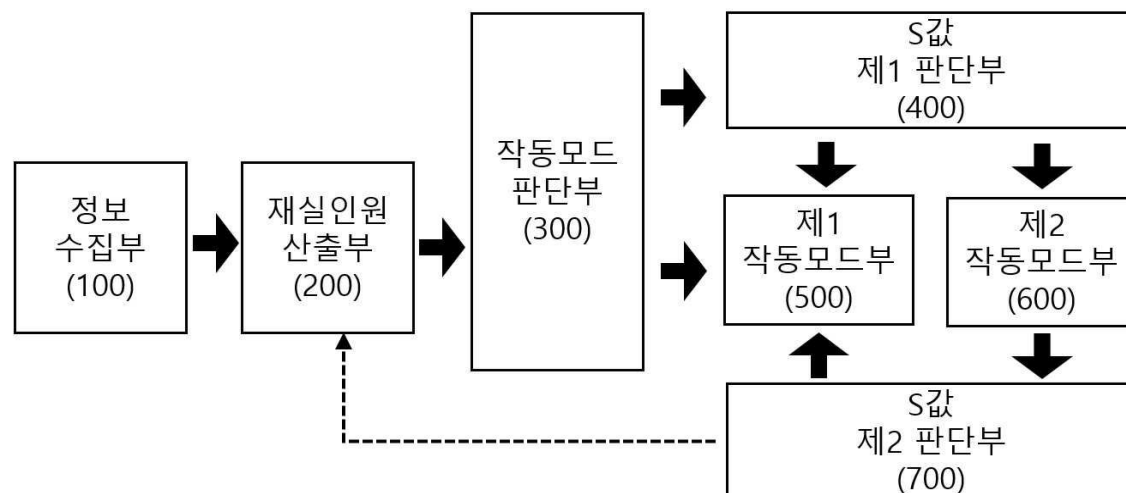 정보
수집부
(100)
재실인원
산출부
(200)
작동모드
판단부
(300)
S값
제1 판단부
(400)
제1
작동모드부
(500)
제2
작동모드부
(600)
S값
제2 판단부
(700)